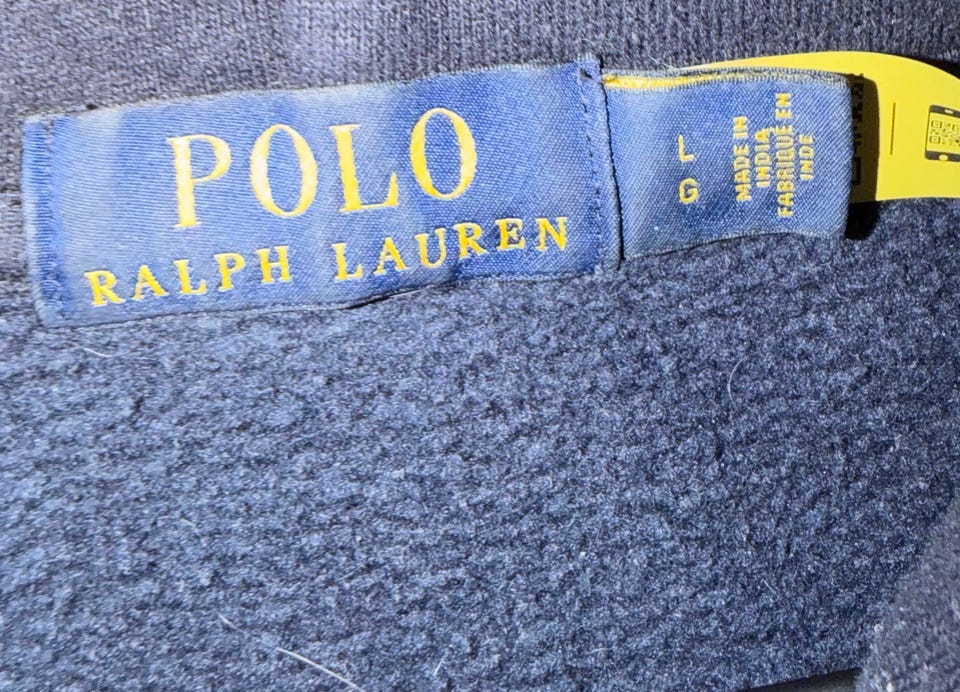 POLO
RALPH LAUREN
L
G
MADE IN
INDIA
FABRIQUÉ EN
INDE